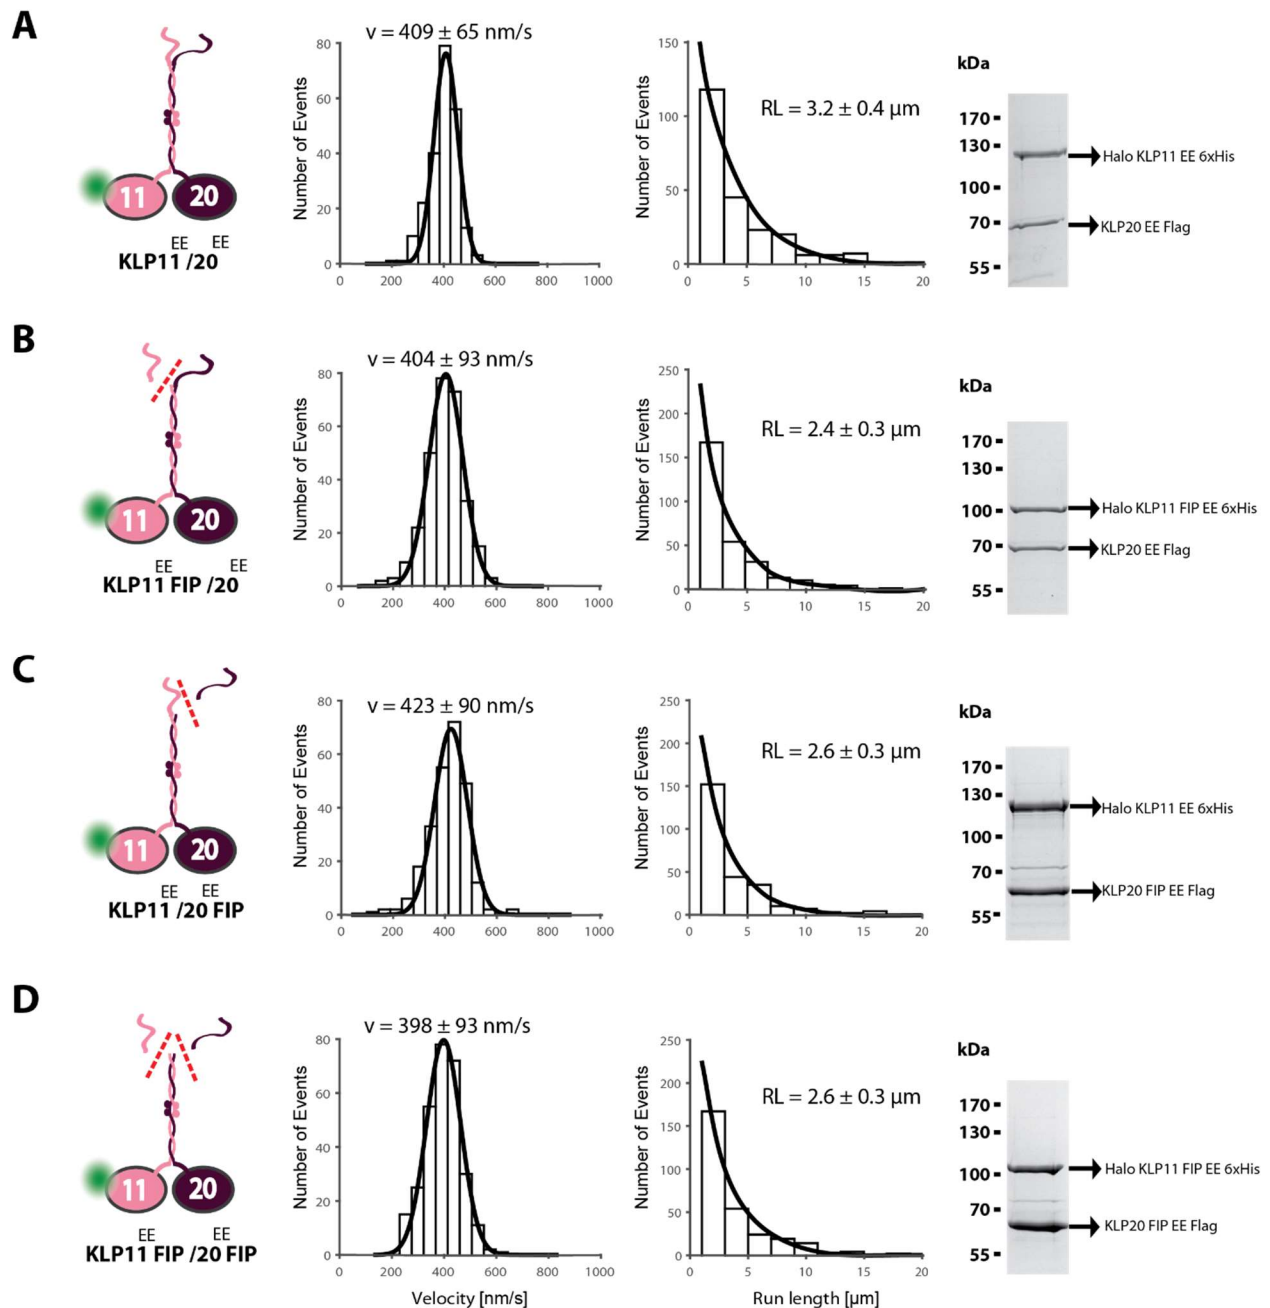 A
v = 409 ± 65 nm/s
Number of Events
80
60
40
20
0
0 200 400 600 800 1000
Number of Events
150
100
50
0
0 5 10 15 20
RL = 3.2 ± 0.4 µm
kDa
170
130
100
70
55
Halo KLP11 EE 6xHis
KLP20 EE Flag
11 20
EE EE
KLP11 /20
B
v = 404 ± 93 nm/s
Number of Events
80
60
40
20
0
0 200 400 600 800 1000
Number of Events
250
200
150
100
50
0
0 5 10 15 20
RL = 2.4 ± 0.3 µm
kDa
170
130
100
70
55
Halo KLP11 FIP EE 6xHis
KLP20 EE Flag
11 20
EE EE
KLP11 FIP /20
C
v = 423 ± 90 nm/s
Number of Events
80
60
40
20
0
0 200 400 600 800 1000
Number of Events
250
200
150
100
50
0
0 5 10 15 20
RL = 2.6 ± 0.3 µm
kDa
170
130
100
70
55
Halo KLP11 EE 6xHis
KLP20 FIP EE Flag
11 20
EE EE
KLP11 /20 FIP
D
v = 398 ± 93 nm/s
Number of Events
80
60
40
20
0
0 200 400 600 800 1000
Velocity [nm/s]
Number of Events
250
200
150
100
50
0
0 5 10 15 20
Run length [µm]
RL = 2.6 ± 0.3 µm
kDa
170
130
100
70
55
Halo KLP11 FIP EE 6xHis
KLP20 FIP EE Flag
11 20
EE EE
KLP11 FIP /20 FIP